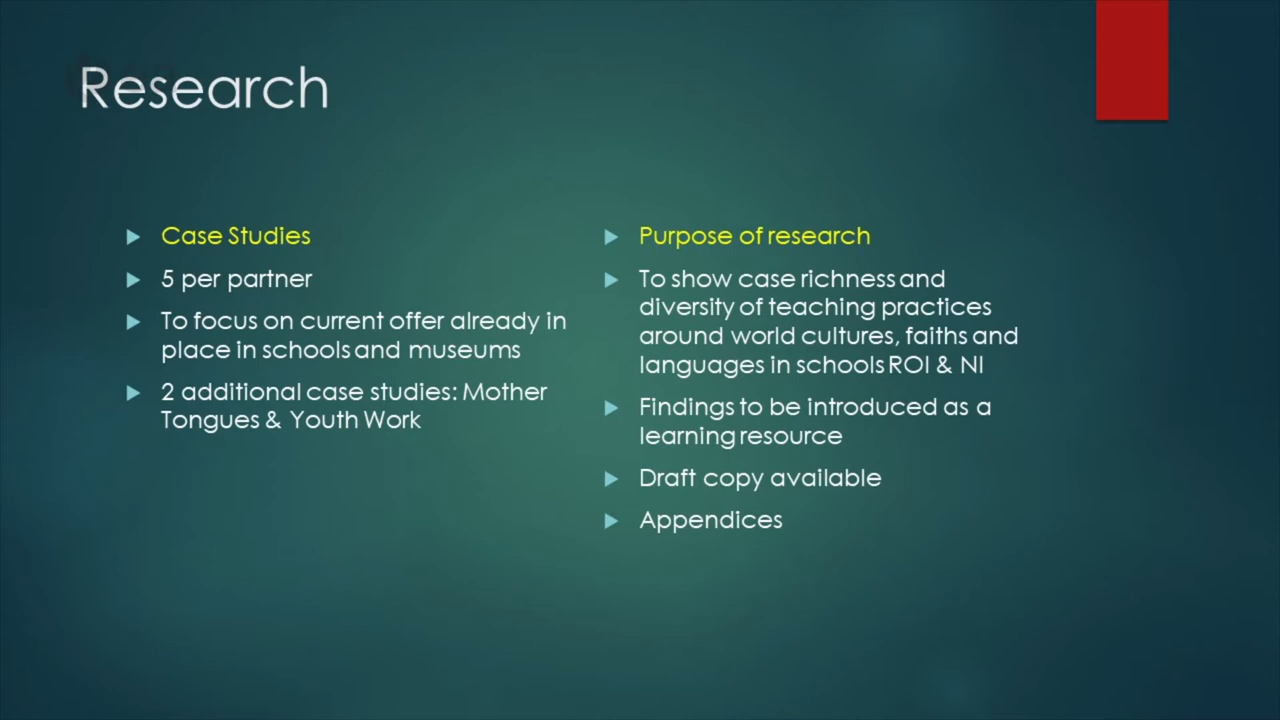 Research
Case Studies
5 per partner
To focus on current offer already in
place in schools and museums
2 additional case studies: Mother
Tongues & Youth Work
Purpose of research
To show case richness and
diversity of teaching practices
around world cultures, faiths and
languages in schools ROI & NI
Findings to be introduced as a
learning resource
Draft copy available
Appendices